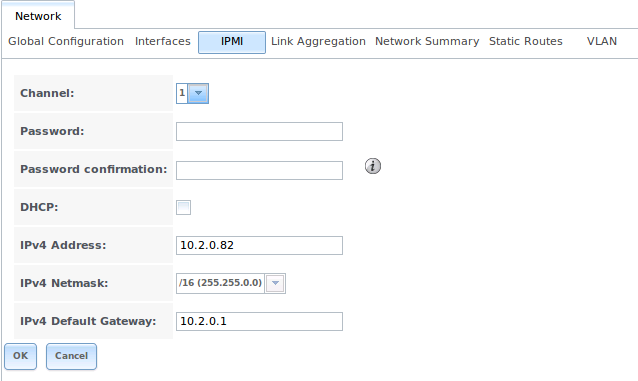 Network
Global Configuration Interfaces IPMI Link Aggregation Network Summary Static Routes VLAN
Channel: 1
Password:
Password confirmation: i
DHCP:
IPv4 Address: 10.2.0.82
IPv4 Netmask: /16 (255.255.0.0)
IPv4 Default Gateway: 10.2.0.1
OK Cancel